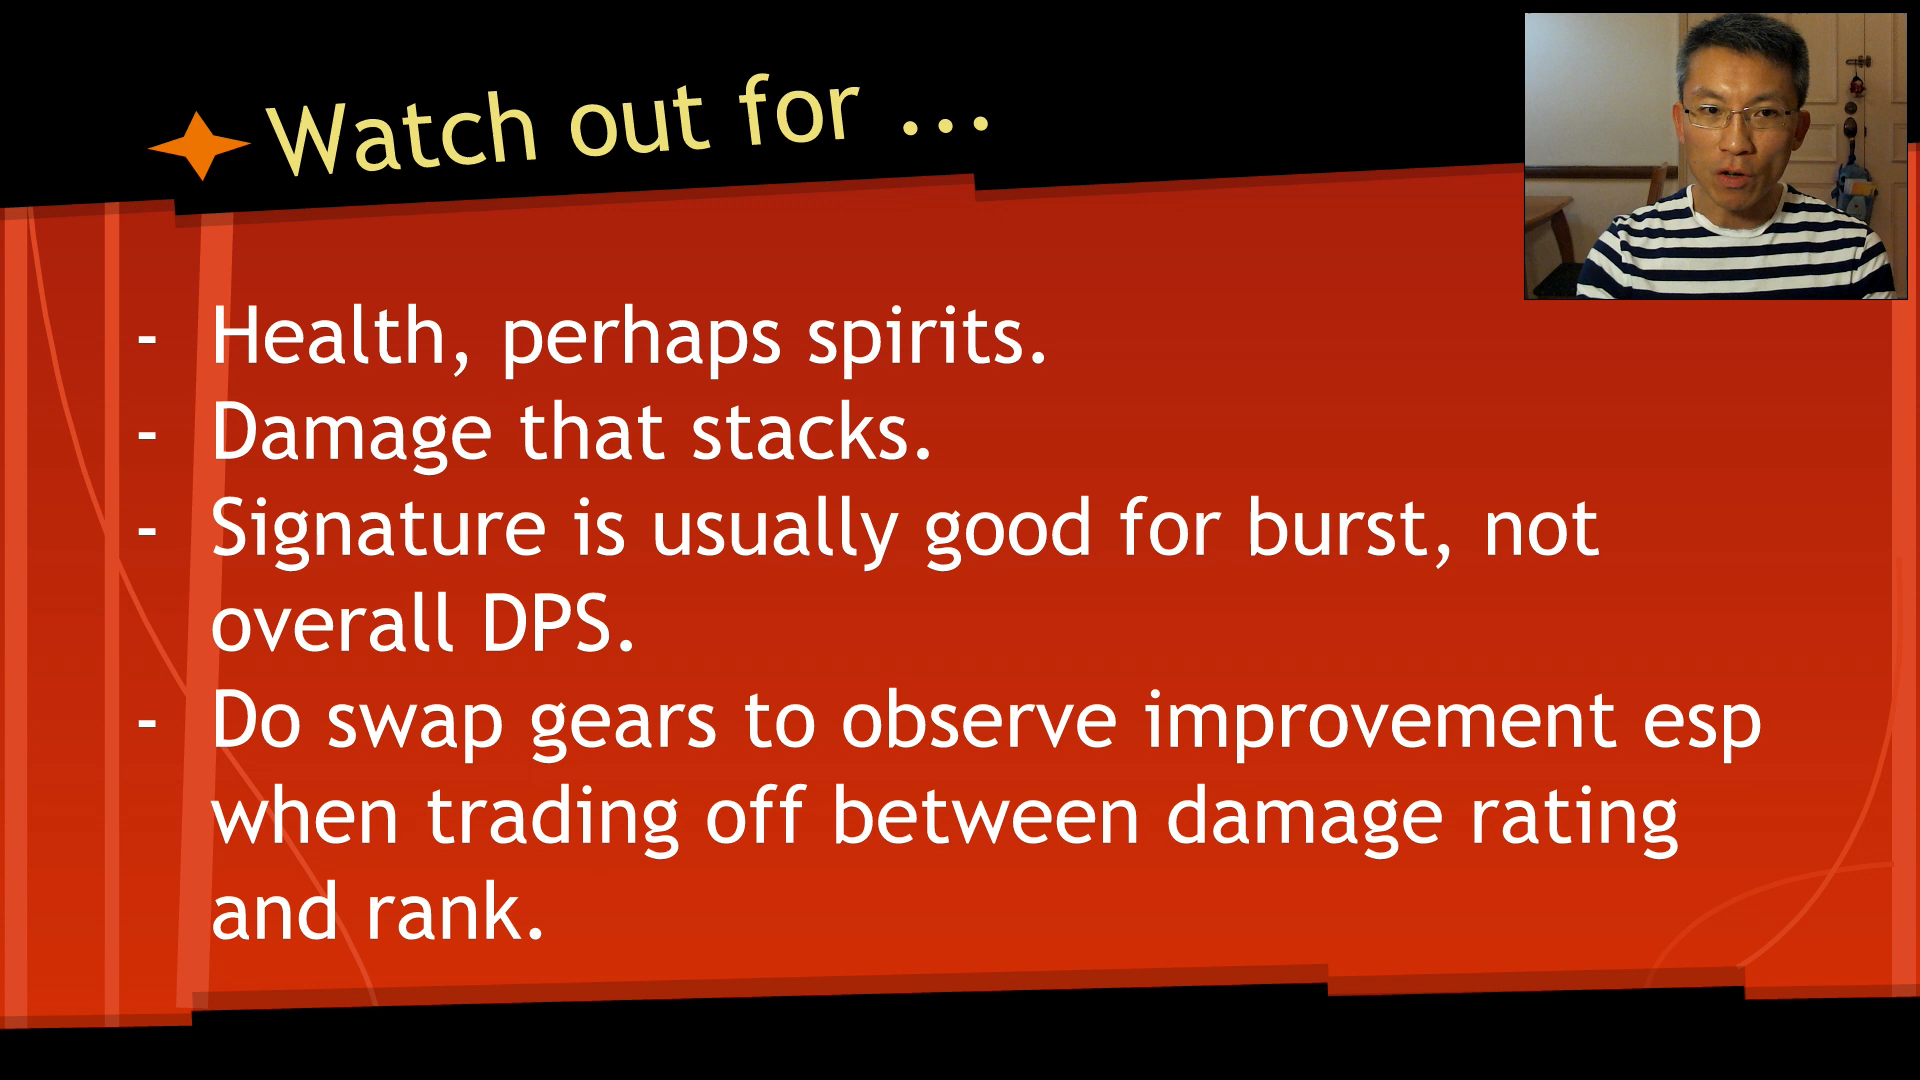 Watch out for ...
- Health, perhaps spirits.
- Damage that stacks.
- Signature is usually good for burst, not
overall DPS.
- Do swap gears to observe improvement esp
when trading off between damage rating
and rank.